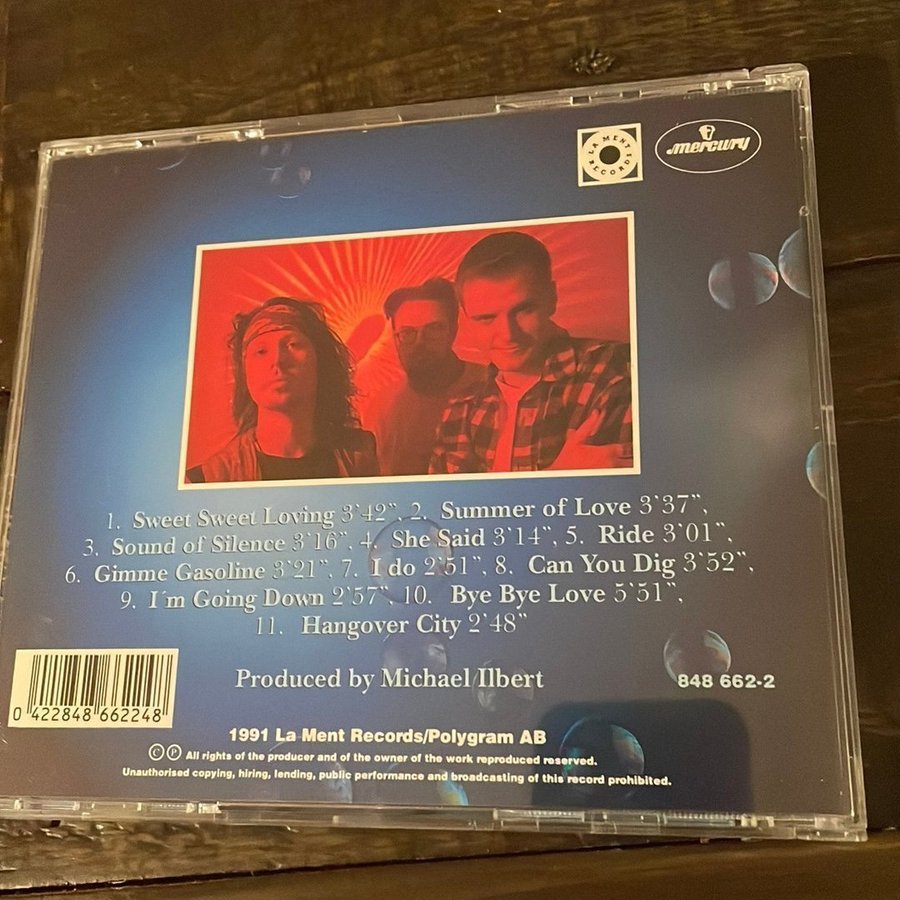 LA MENT RECORDS
mercury
1. Sweet Sweet Loving 3'42", 2. Summer of Love 3'37",
3. Sound of Silence 3'16", 4. She Said 3'14", 5. Ride 3'01",
6. Gimme Gasoline 3'21", 7. I do 2'51", 8. Can You Dig 3'52",
9. I´m Going Down 2'57", 10. Bye Bye Love 5'51",
11. Hangover City 2'48"
Produced by Michael Ilbert
848 662-2
0 422848 662248
1991 La Ment Records/Polygram AB
Ⓒ Ⓟ All rights of the producer and of the owner of the work reproduced reserved.
Unauthorised copying, hiring, lending, public performance and broadcasting of this record prohibited.